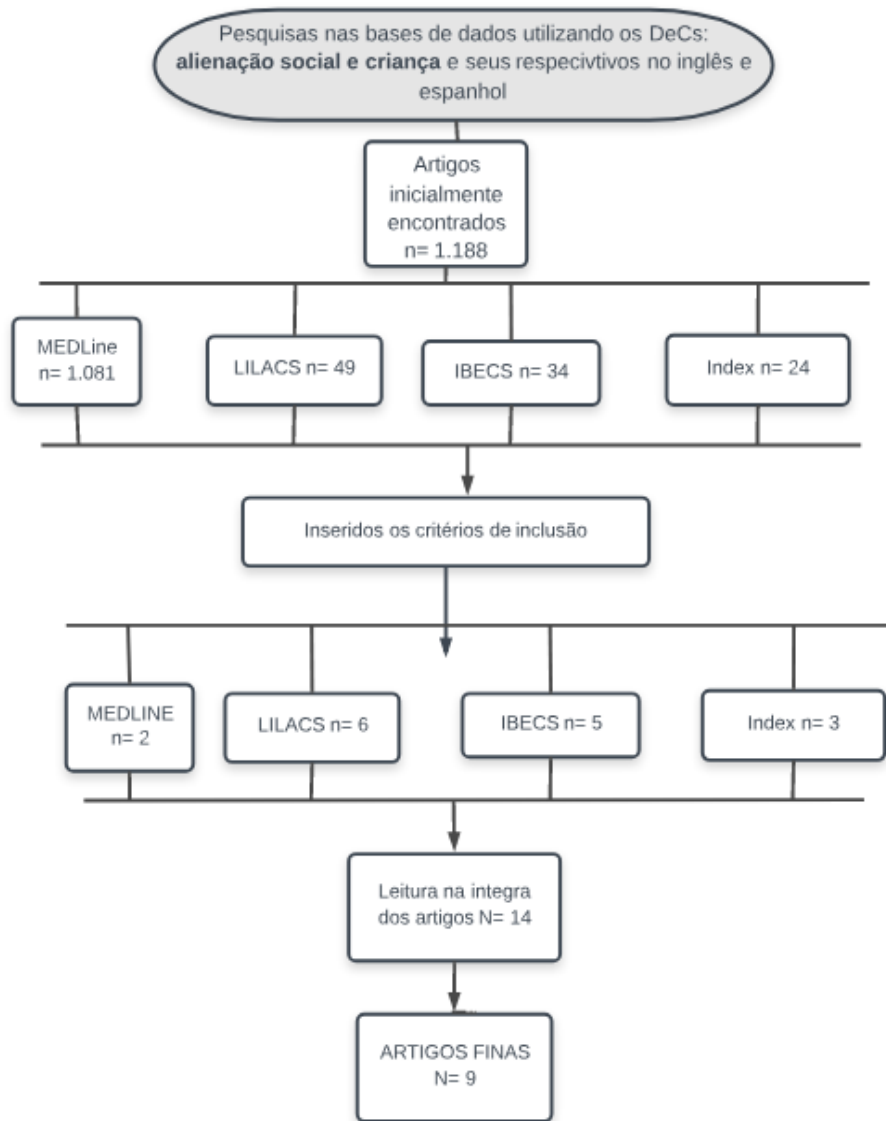 Pesquisas nas bases de dados utilizando os DeCs:
alienação social e criança e seus respecivtivos no inglês e
espanhol
Artigos
inicialmente
encontrados
n= 1.188
MEDLine
n= 1.081
LILACS n= 49
IBECS n= 34
Index n= 24
Inseridos os critérios de inclusão
MEDLINE
n= 2
LILACS n= 6
IBECS n= 5
Index n= 3
Leitura na integra
dos artigos N= 14
ARTIGOS FINAS
N= 9